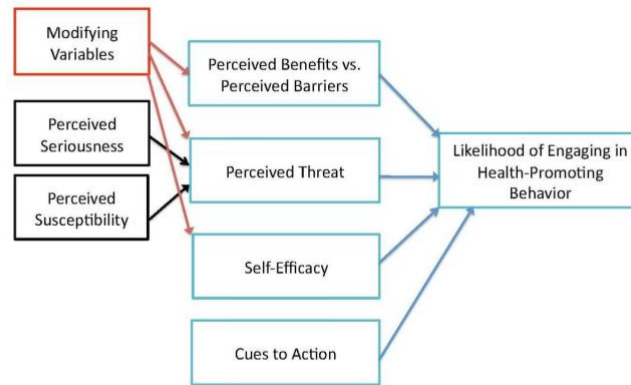 Modifying
Variables
Perceived Benefits vs.
Perceived Barriers
Perceived
Seriousness
Perceived Threat
Likelihood of Engaging in
Health-Promoting
Behavior
Perceived
Susceptibility
Self-Efficacy
Cues to Action